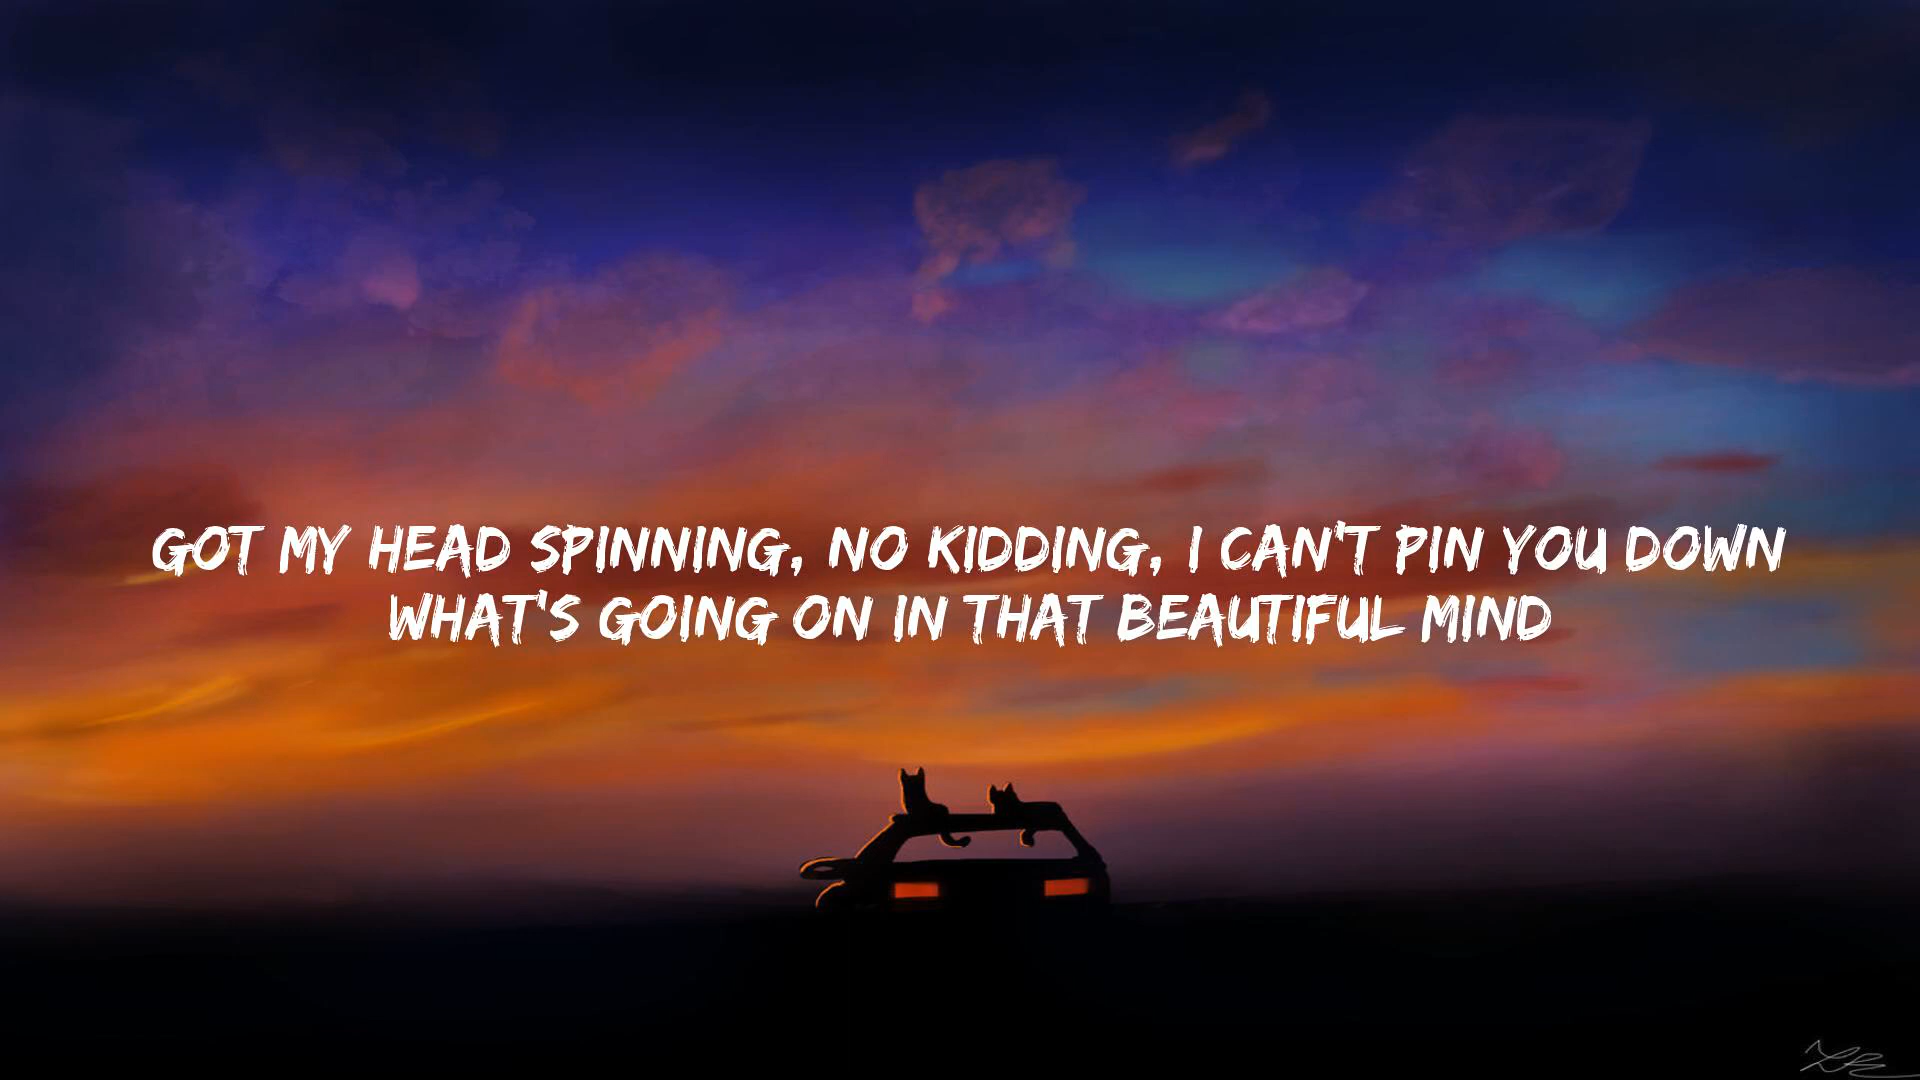 GOT MY HEAD SPINNING, NO KIDDING, I CAN'T PIN YOU DOWN
WHAT'S GOING ON IN THAT BEAUTIFUL MIND